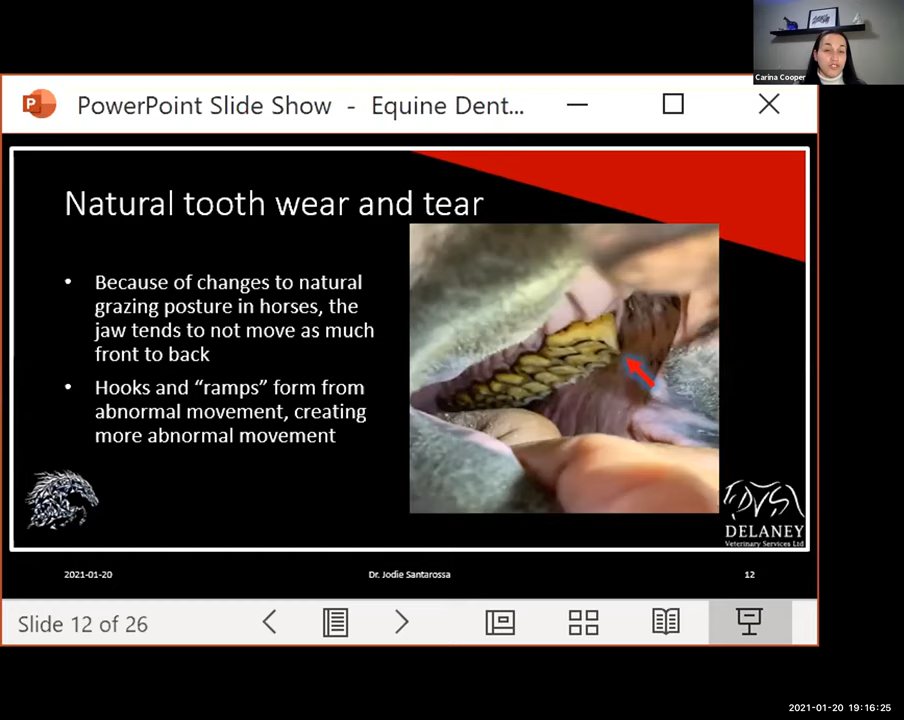 Carina Cooper
PowerPoint Slide Show - Equine Dent...
Natural tooth wear and tear
• Because of changes to natural
grazing posture in horses, the
jaw tends to not move as much
front to back
• Hooks and “ramps” form from
abnormal movement, creating
more abnormal movement
DVSL
DELANEY
Veterinary Services Ltd
2021-01-20
Dr. Jodie Santarossa
12
Slide 12 of 26
2021-01-20 19:16:25